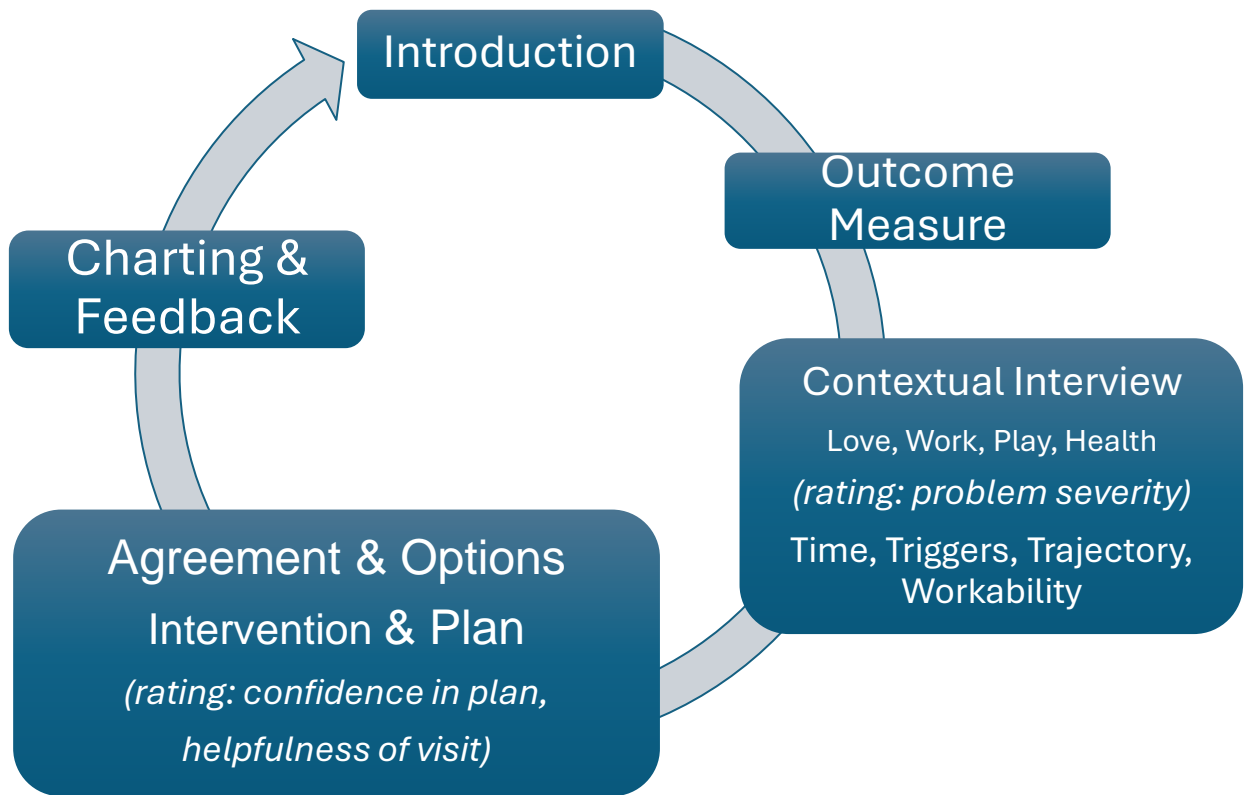 Introduction
Outcome
Measure
Contextual Interview
Love, Work, Play, Health
(rating: problem severity)
Time, Triggers, Trajectory,
Workability
Agreement & Options
Intervention & Plan
(rating: confidence in plan,
helpfulness of visit)
Charting &
Feedback